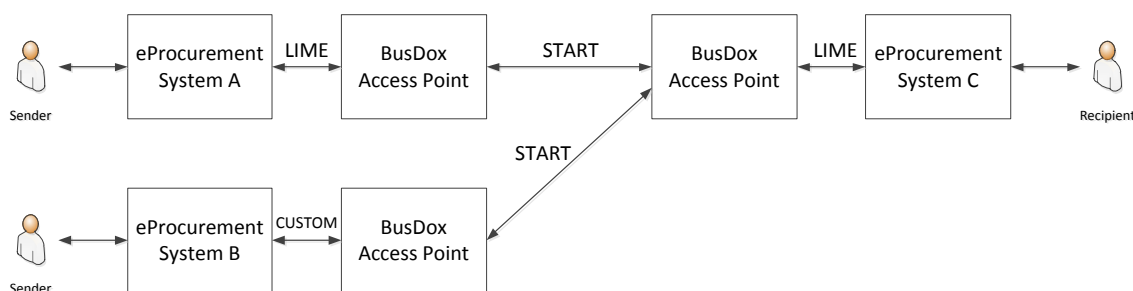 eProcurement
System A
LIME
BusDox
Access Point
START
BusDox
Access Point
LIME
eProcurement
System C
Sender
Recipient
START
eProcurement
System B
CUSTOM
BusDox
Access Point
Sender